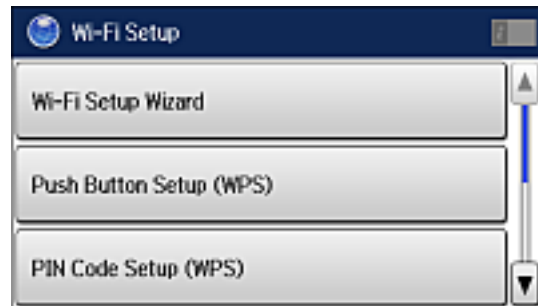 Wi-Fi Setup
Wi-Fi Setup Wizard
Push Button Setup (WPS)
PIN Code Setup (WPS)